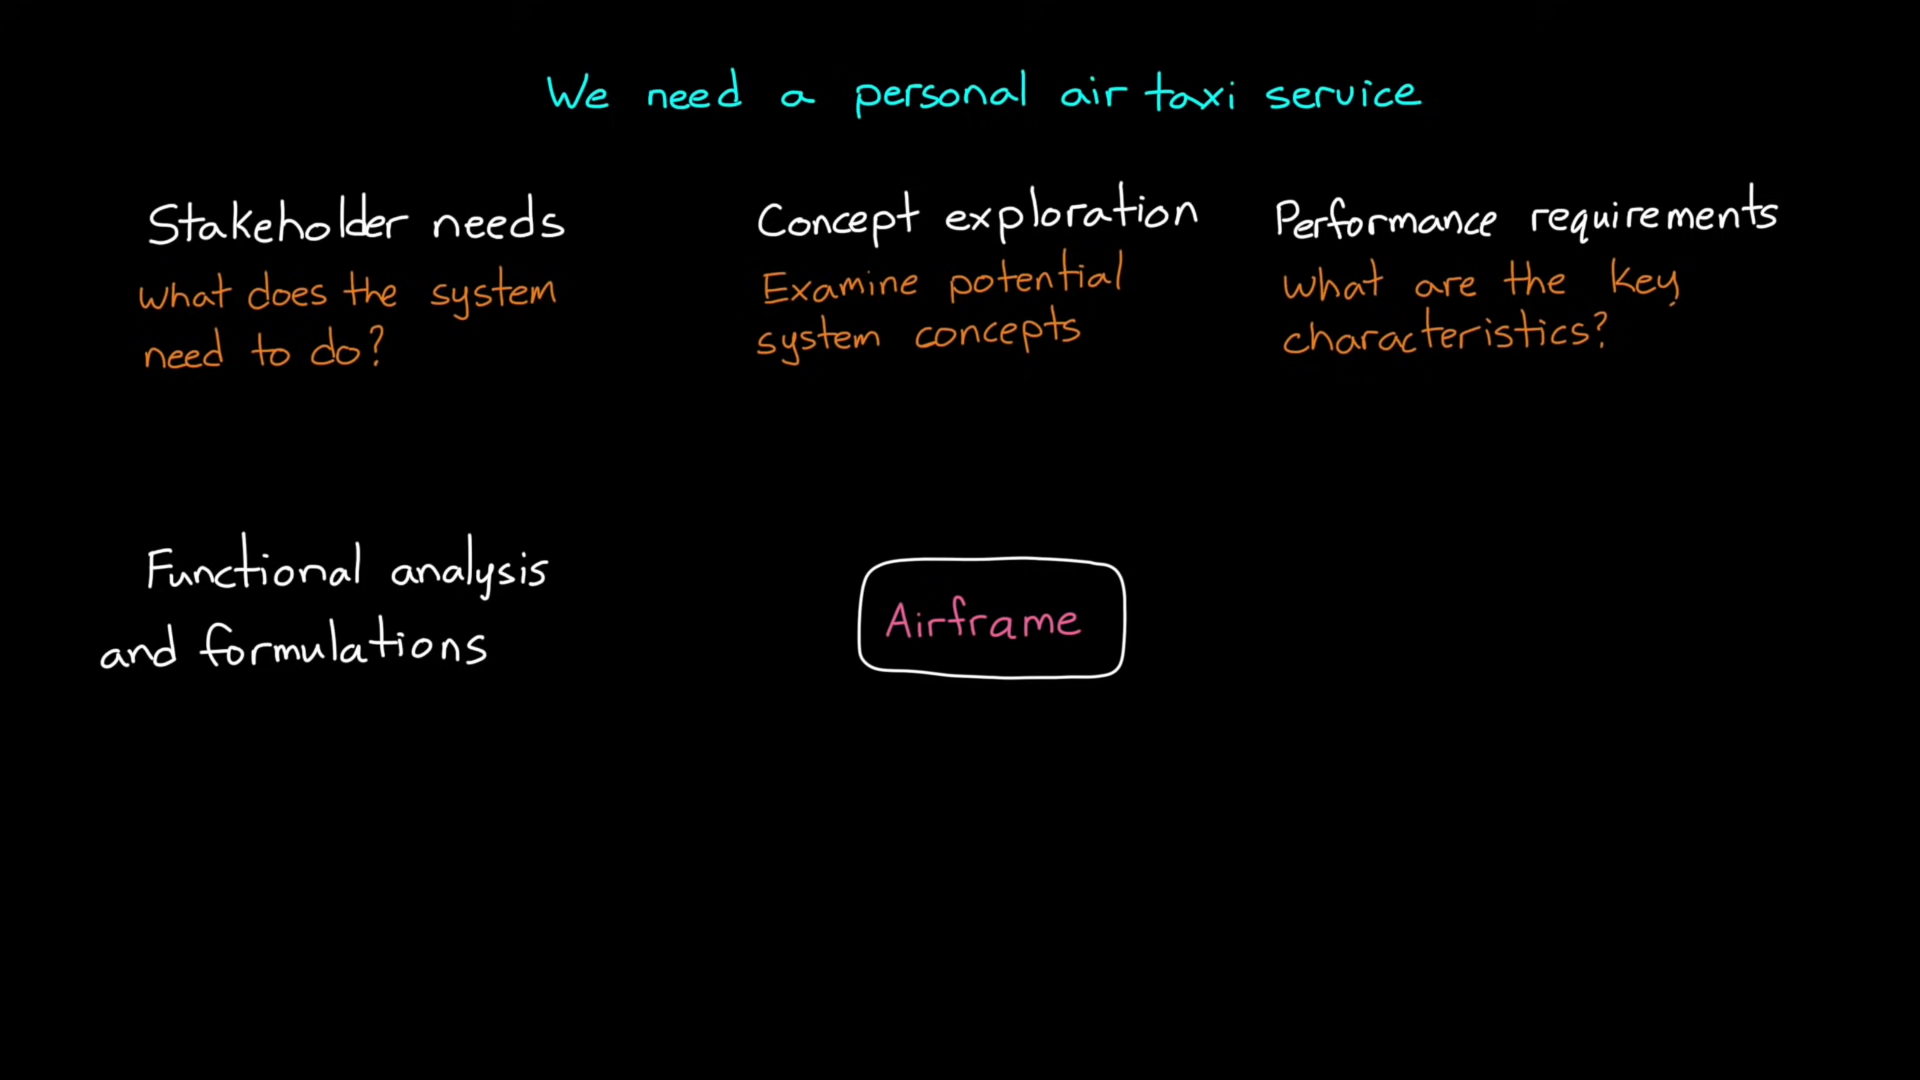 We need a personal air taxi service
Stakeholder needs
what does the system
need to do?
Concept exploration
Examine potential
system concepts
Performance requirements
what are the key
characteristics?
Functional analysis
and formulations
Airframe